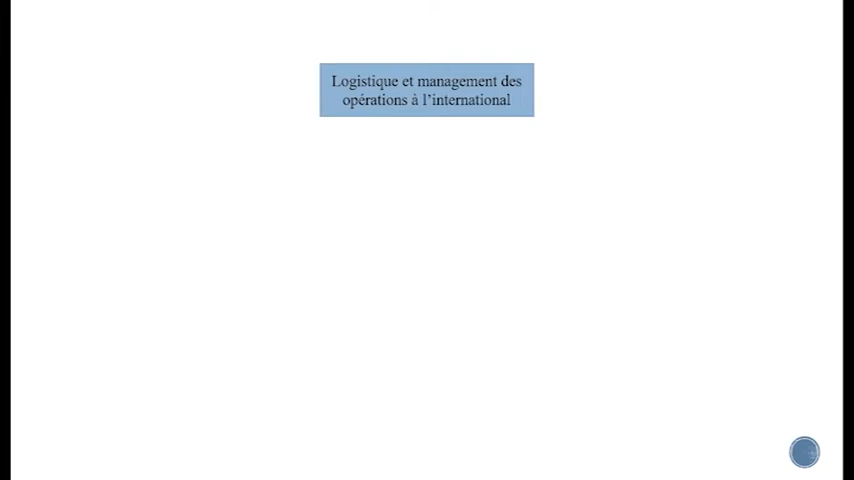 Logistique et management des
opérations à l’international